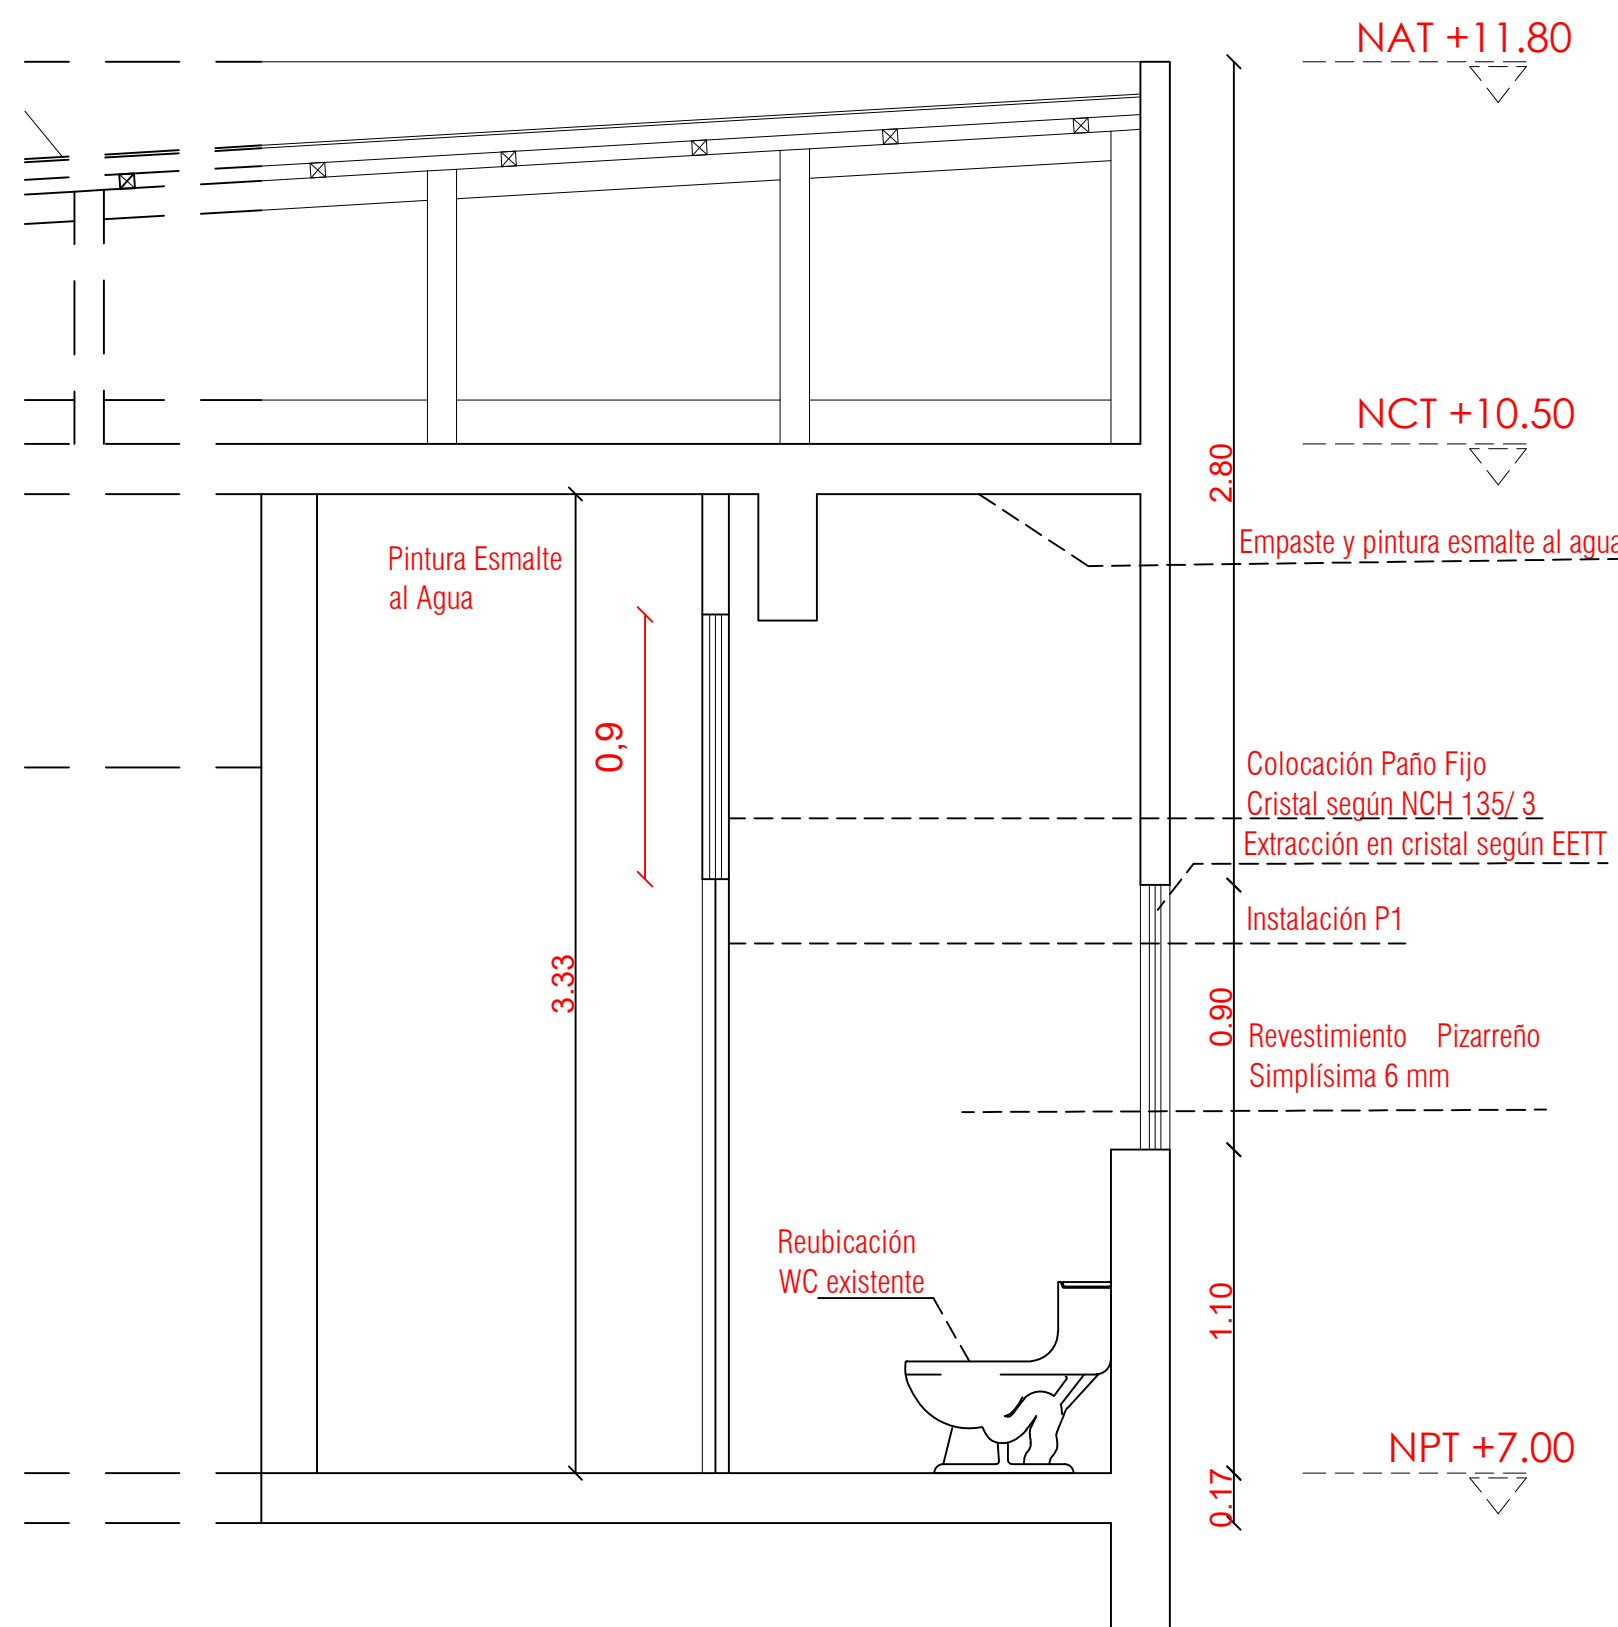 NAT +11.80
NCT +10.50
2.80
Empaste y pintura esmalte al agua
Pintura Esmalte
al Agua
0,9
Colocación Paño Fijo
Cristal según NCH 135/ 3
Extracción en cristal según EETT
Instalación P1
3.33
0.90
Revestimiento Pizarreño
Simplísima 6 mm
Reubicación
WC existente
1.10
NPT +7.00
0.17